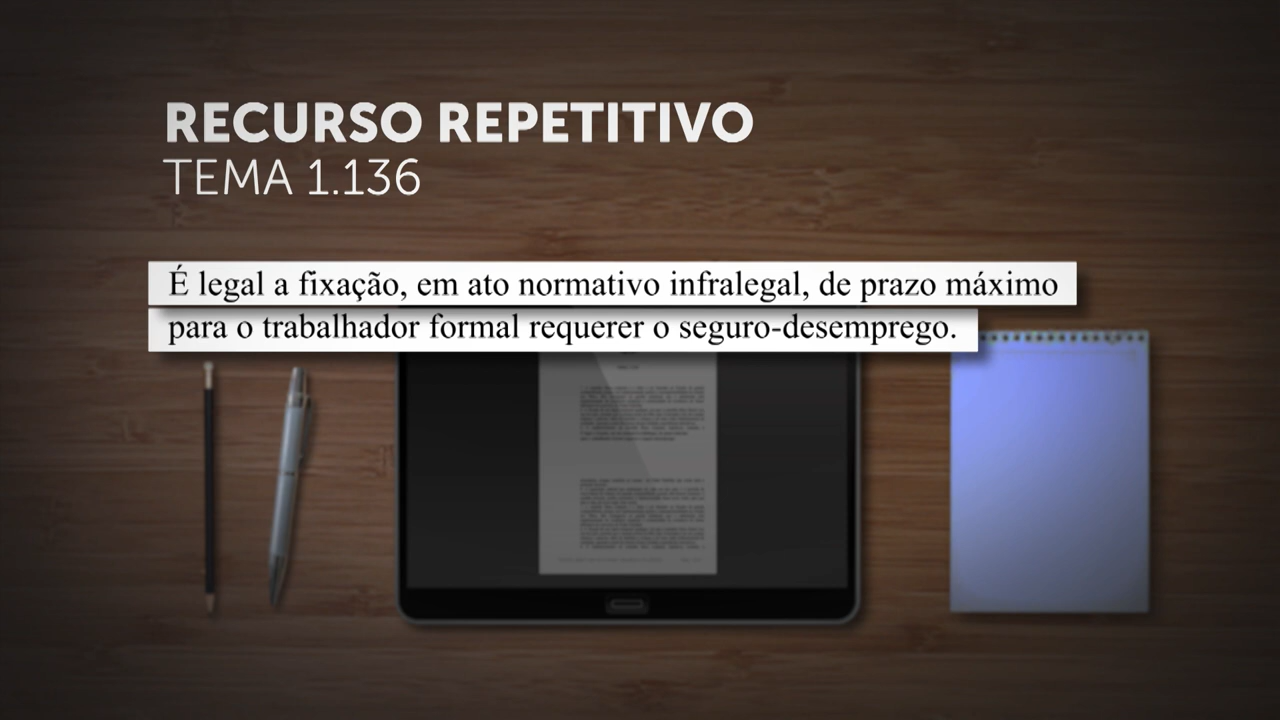 RECURSO REPETITIVO
TEMA 1.136
É legal a fixação, em ato normativo infralegal, de prazo máximo
para o trabalhador formal requerer o seguro-desemprego.